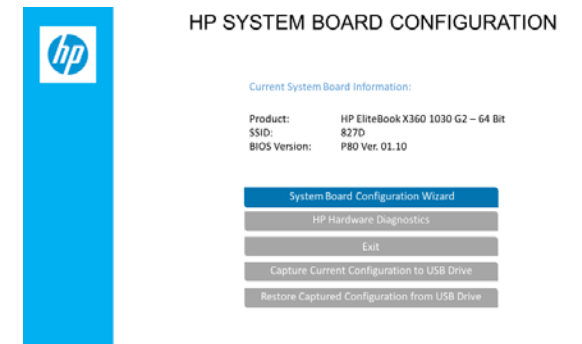 HP SYSTEM BOARD CONFIGURATION
hp
Current System Board Information:
Product: HP EliteBook X360 1030 G2 – 64 Bit
SSID: 827D
BIOS Version: P80 Ver. 01.10
System Board Configuration Wizard
HP Hardware Diagnostics
Exit
Capture Current Configuration to USB Drive
Restore Captured Configuration from USB Drive